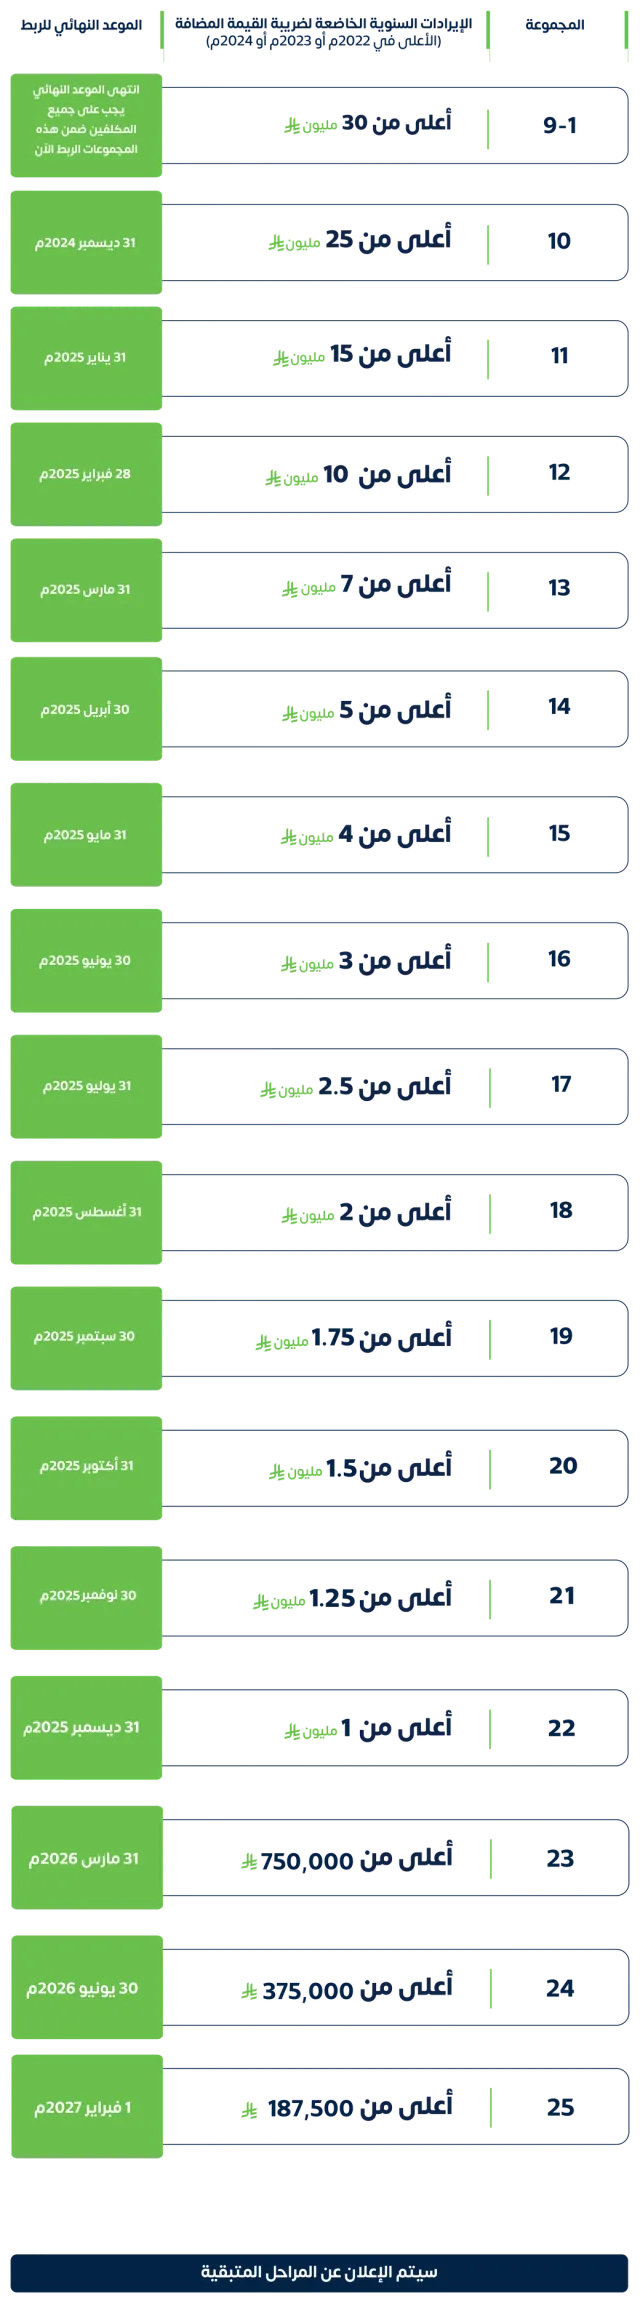 المجموعة
الإيرادات السنوية الخاضعة لضريبة القيمة المضافة
(الأعلى في 2022م أو 2023م أو 2024م)
الموعد النهائي للربط
9-1
أعلى من 30 مليون
انتهى الموعد النهائي
يجب على جميع
المكلفين ضمن هذه
المجموعات الربط الآن
10
أعلى من 25 مليون
31 ديسمبر 2024م
11
أعلى من 15 مليون
31 يناير 2025م
12
أعلى من 10 مليون
28 فبراير 2025م
13
أعلى من 7 مليون
31 مارس 2025م
14
أعلى من 5 مليون
30 أبريل 2025م
15
أعلى من 4 مليون
31 مايو 2025م
16
أعلى من 3 مليون
30 يونيو 2025م
17
أعلى من 2.5 مليون
31 يوليو 2025م
18
أعلى من 2 مليون
31 أغسطس 2025م
19
أعلى من 1.75 مليون
30 سبتمبر 2025م
20
أعلى من 1.5 مليون
31 أكتوبر 2025م
21
أعلى من 1.25 مليون
30 نوفمبر 2025م
22
أعلى من 1 مليون
31 ديسمبر 2025م
23
أعلى من 750,000
31 مارس 2026م
24
أعلى من 375,000
30 يونيو 2026م
25
أعلى من 187,500
1 فبراير 2027م
سيتم الإعلان عن المراحل المتبقية